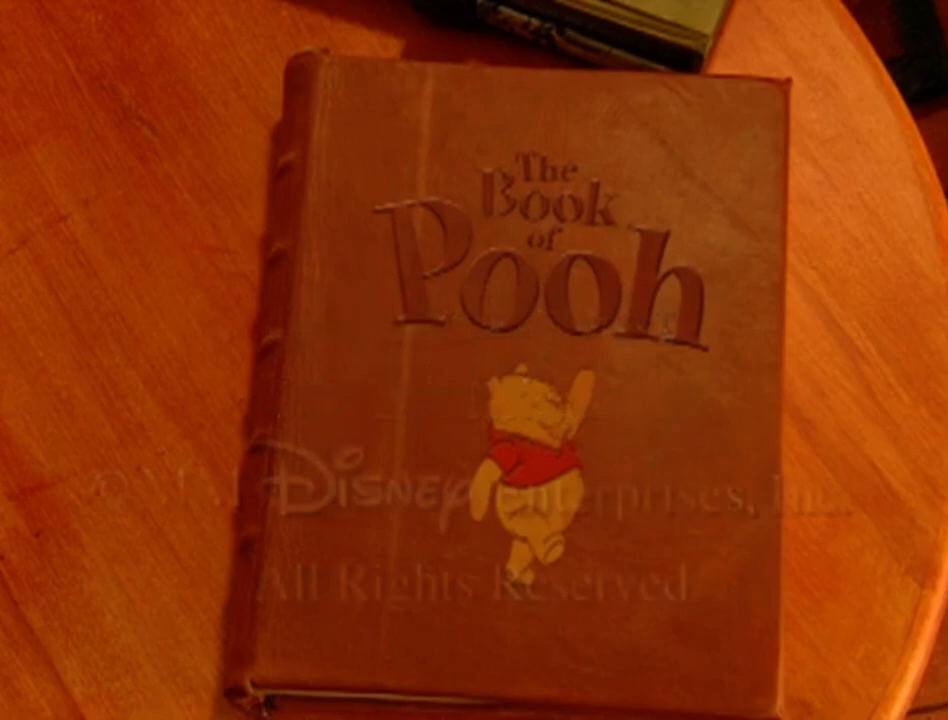 The
Book
of
Pooh
© Disney Enterprises, Inc.
All Rights Reserved